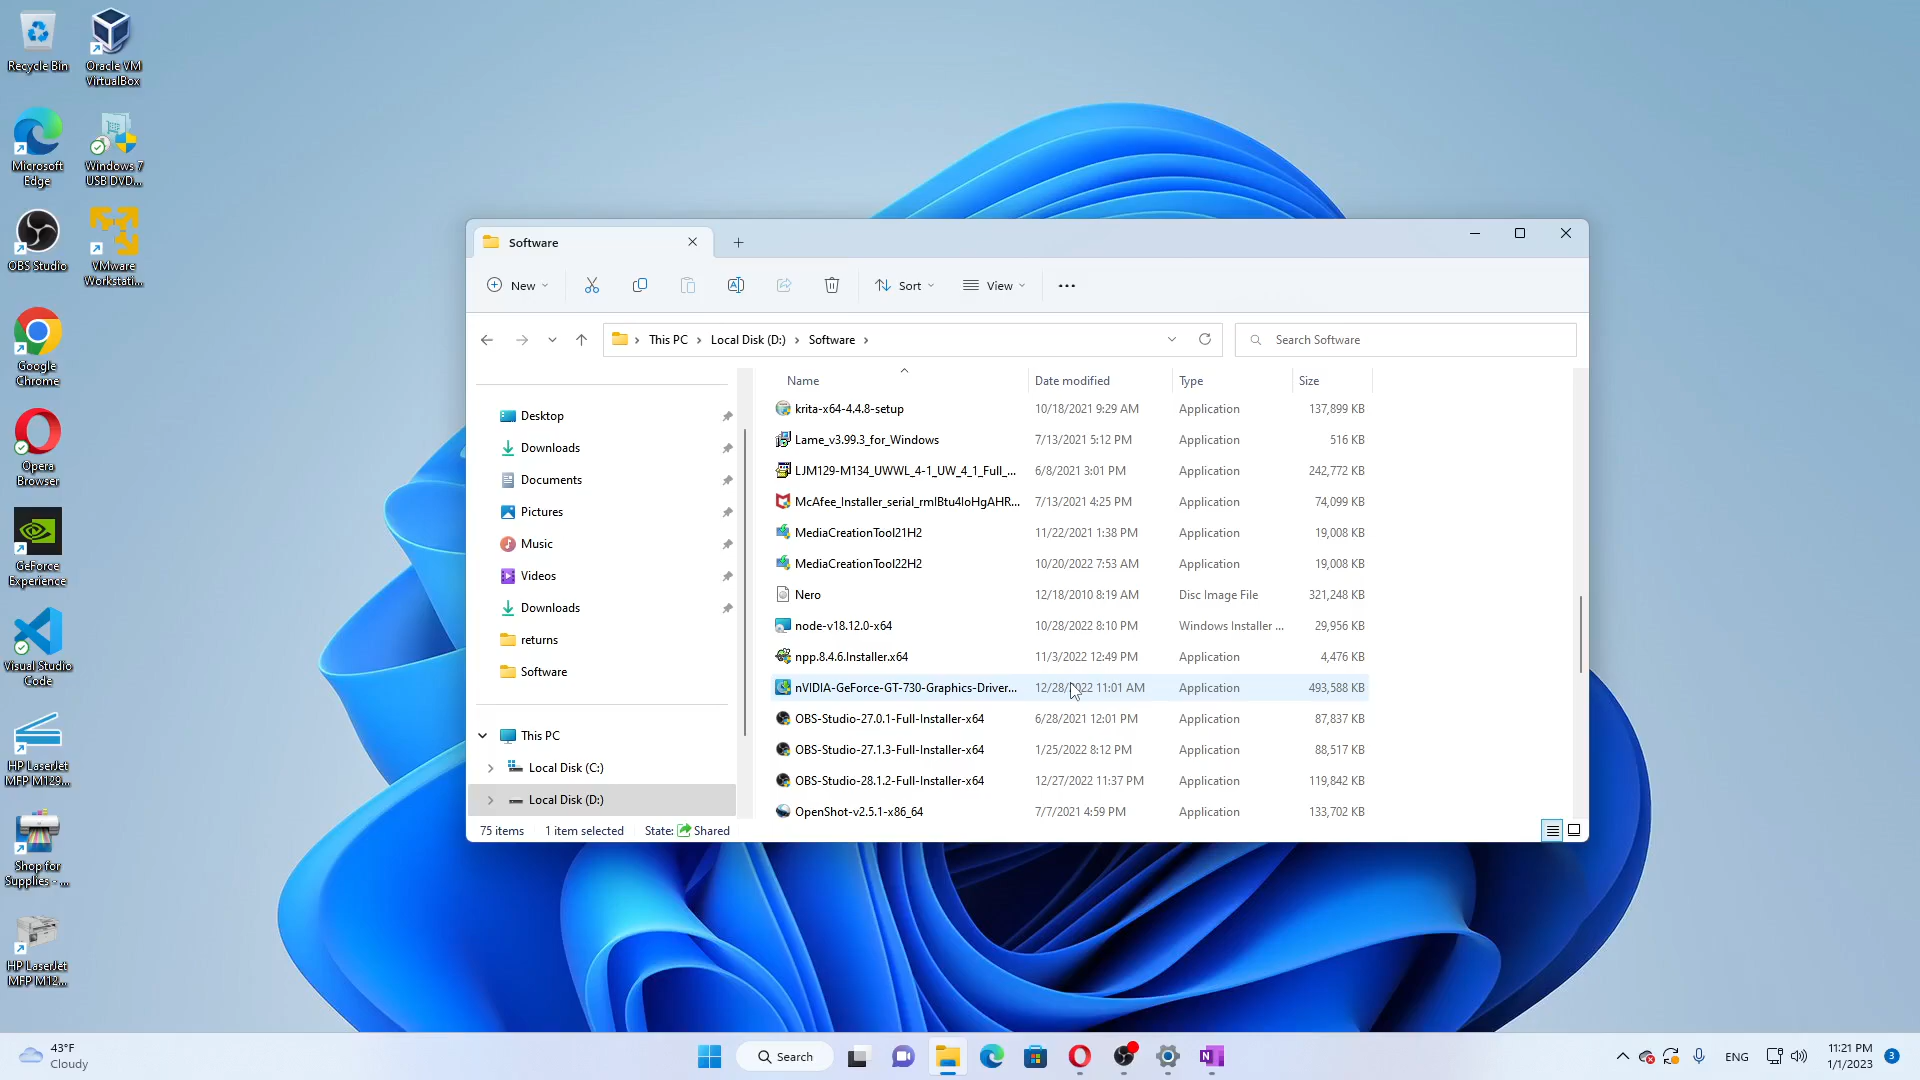 Recycle Bin
Oracle VM
VirtualBox
Microsoft
Edge
Windows 7
USB DVD...
OBS Studio
VMware
Workstati...
Google
Chrome
Opera
Browser
GeForce
Experience
Visual Studio
Code
HP LaserJet
MFP M129...
Shop for
Supplies - ...
HP LaserJet
MFP M12...
Software
New
Sort
View
This PC
Local Disk (D:)
Software
Search Software
Desktop
Downloads
Documents
Pictures
Music
Videos
Downloads
returns
Software
This PC
Local Disk (C:)
Local Disk (D:)
Name Date modified Type Size
krita-x64-4.4.8-setup 10/18/2021 9:29 AM Application 137,899 KB
Lame_v3.99.3_for_Windows 7/13/2021 5:12 PM Application 516 KB
LJM129-M134_UWWL_4-1_UW_4_1_Full_... 6/8/2021 3:01 PM Application 242,772 KB
McAfee_Installer_serial_rmIBtu4IoHgAHR... 7/13/2021 4:25 PM Application 74,099 KB
MediaCreationTool21H2 11/22/2021 1:38 PM Application 19,008 KB
MediaCreationTool22H2 10/20/2022 7:53 AM Application 19,008 KB
Nero 12/18/2010 8:19 AM Disc Image File 321,248 KB
node-v18.12.0-x64 10/28/2022 8:10 PM Windows Installer ... 29,956 KB
npp.8.4.6.Installer.x64 11/3/2022 12:49 PM Application 4,476 KB
nVIDIA-GeForce-GT-730-Graphics-Driver... 12/28/2022 11:01 AM Application 493,588 KB
OBS-Studio-27.0.1-Full-Installer-x64 6/28/2021 12:01 PM Application 87,837 KB
OBS-Studio-27.1.3-Full-Installer-x64 1/25/2022 8:12 PM Application 88,517 KB
OBS-Studio-28.1.2-Full-Installer-x64 12/27/2022 11:37 PM Application 119,842 KB
OpenShot-v2.5.1-x86_64 7/7/2021 4:59 PM Application 133,702 KB
75 items 1 item selected State: Shared
43°F
Cloudy
Search
ENG
11:21 PM
1/1/2023
3